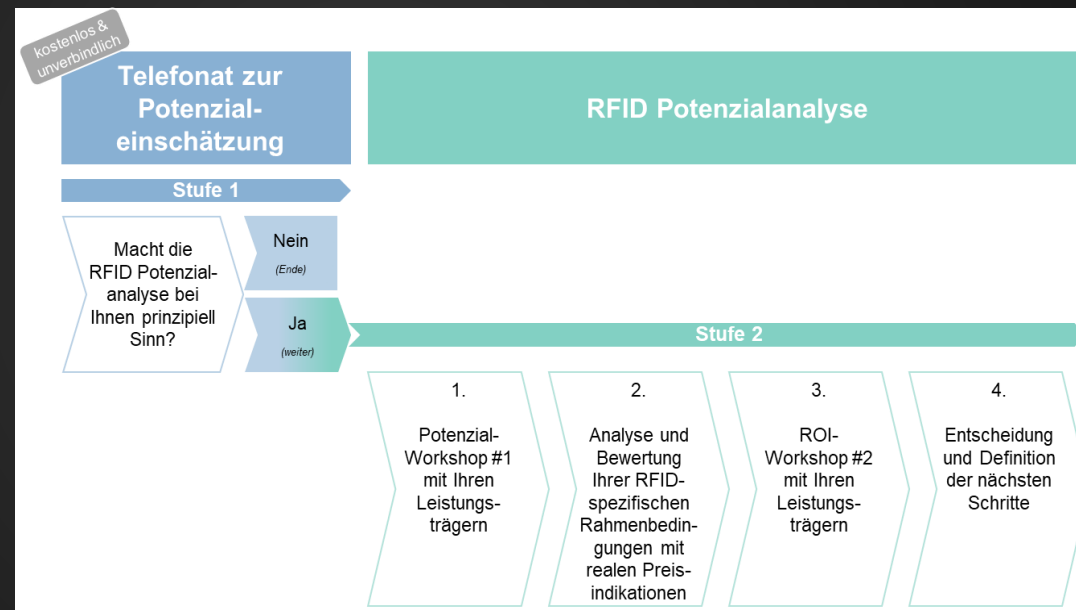 kostenlos &
unverbindlich
Telefonat zur
Potenzial-
einschätzung
RFID Potenzialanalyse
Stufe 1
Macht die
RFID Potenzial-
analyse bei
Ihnen prinzipiell
Sinn?
Nein
(Ende)
Ja
(weiter)
Stufe 2
1.
Potenzial-
Workshop #1
mit Ihren
Leistungs-
trägern
2.
Analyse und
Bewertung
Ihrer RFID-
spezifischen
Rahmenbedin-
gungen mit
realen Preis-
indikationen
3.
ROI-
Workshop #2
mit Ihren
Leistungs-
trägern
4.
Entscheidung
und Definition
der nächsten
Schritte